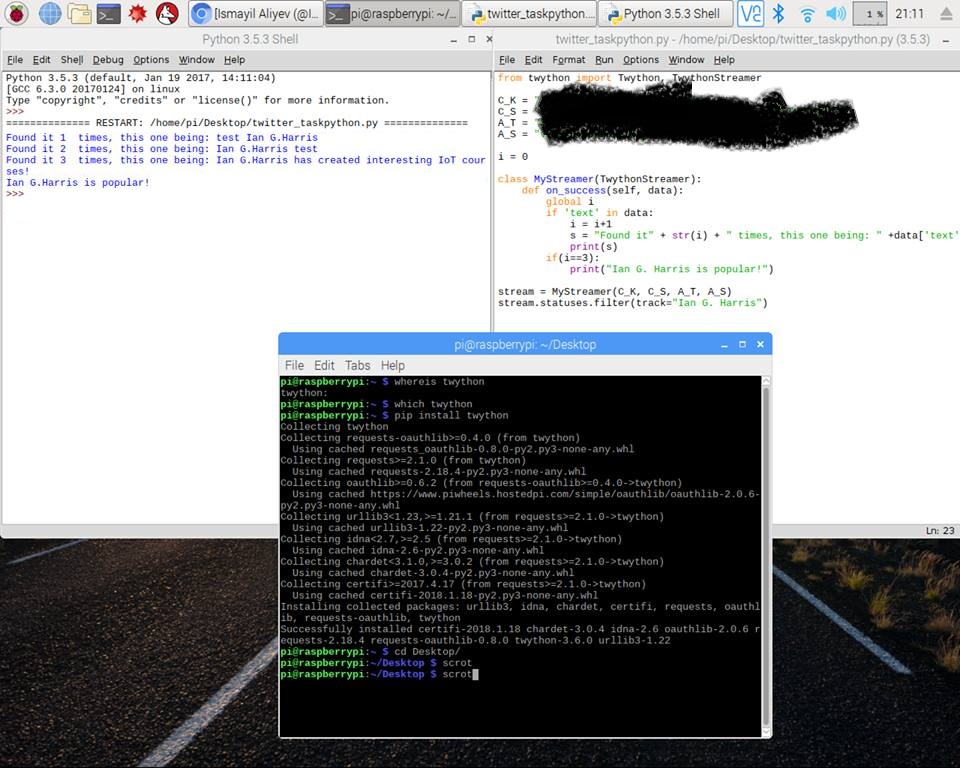 [Ismayil Aliyev (@I...
pi@raspberrypi: ~/...
twitter_taskpython....
Python 3.5.3 Shell
1 %
21:11
Python 3.5.3 Shell
File Edit Shell Debug Options Window Help
Python 3.5.3 (default, Jan 19 2017, 14:11:04)
[GCC 6.3.0 20170124] on linux
Type "copyright", "credits" or "license()" for more information.
>>>
============== RESTART: /home/pi/Desktop/twitter_taskpython.py ==============
Found it 1  times, this one being: test Ian G.Harris
Found it 2  times, this one being: Ian G.Harris test
Found it 3  times, this one being: Ian G.Harris has created interesting IoT cour
ses!
Ian G.Harris is popular!
>>>
twitter_taskpython.py - /home/pi/Desktop/twitter_taskpython.py (3.5.3)
File Edit Format Run Options Window Help
from twython import Twython, TwythonStreamer
C_K = "
C_S =
A_T =
A_S = "
i = 0
class MyStreamer(TwythonStreamer):
def on_success(self, data):
global i
if 'text' in data:
i = i+1
s = "Found it" + str(i) + " times, this one being: " +data['text'
print(s)
if(i==3):
print("Ian G. Harris is popular!")
stream = MyStreamer(C_K, C_S, A_T, A_S)
stream.statuses.filter(track="Ian G. Harris")
Ln: 23
pi@raspberrypi: ~/Desktop
File Edit Tabs Help
pi@raspberrypi:~ $ whereis twython
twython:
pi@raspberrypi:~ $ which twython
pi@raspberrypi:~ $ pip install twython
Collecting twython
Collecting requests-oauthlib>=0.4.0 (from twython)
Using cached requests_oauthlib-0.8.0-py2.py3-none-any.whl
Collecting requests>=2.1.0 (from twython)
Using cached requests-2.18.4-py2.py3-none-any.whl
Collecting oauthlib>=0.6.2 (from requests-oauthlib>=0.4.0->twython)
Using cached https://www.piwheels.hostedpi.com/simple/oauthlib/oauthlib-2.0.6-
py2.py3-none-any.whl
Collecting urllib3<1.23,>=1.21.1 (from requests>=2.1.0->twython)
Using cached urllib3-1.22-py2.py3-none-any.whl
Collecting idna<2.7,>=2.5 (from requests>=2.1.0->twython)
Using cached idna-2.6-py2.py3-none-any.whl
Collecting chardet<3.1.0,>=3.0.2 (from requests>=2.1.0->twython)
Using cached chardet-3.0.4-py2.py3-none-any.whl
Collecting certifi>=2017.4.17 (from requests>=2.1.0->twython)
Using cached certifi-2018.1.18-py2.py3-none-any.whl
Installing collected packages: urllib3, idna, chardet, certifi, requests, oauthl
ib, requests-oauthlib, twython
Successfully installed certifi-2018.1.18 chardet-3.0.4 idna-2.6 oauthlib-2.0.6 r
equests-2.18.4 requests-oauthlib-0.8.0 twython-3.6.0 urllib3-1.22
pi@raspberrypi:~ $ cd Desktop/
pi@raspberrypi:~/Desktop $ scrot
pi@raspberrypi:~/Desktop $ scrot